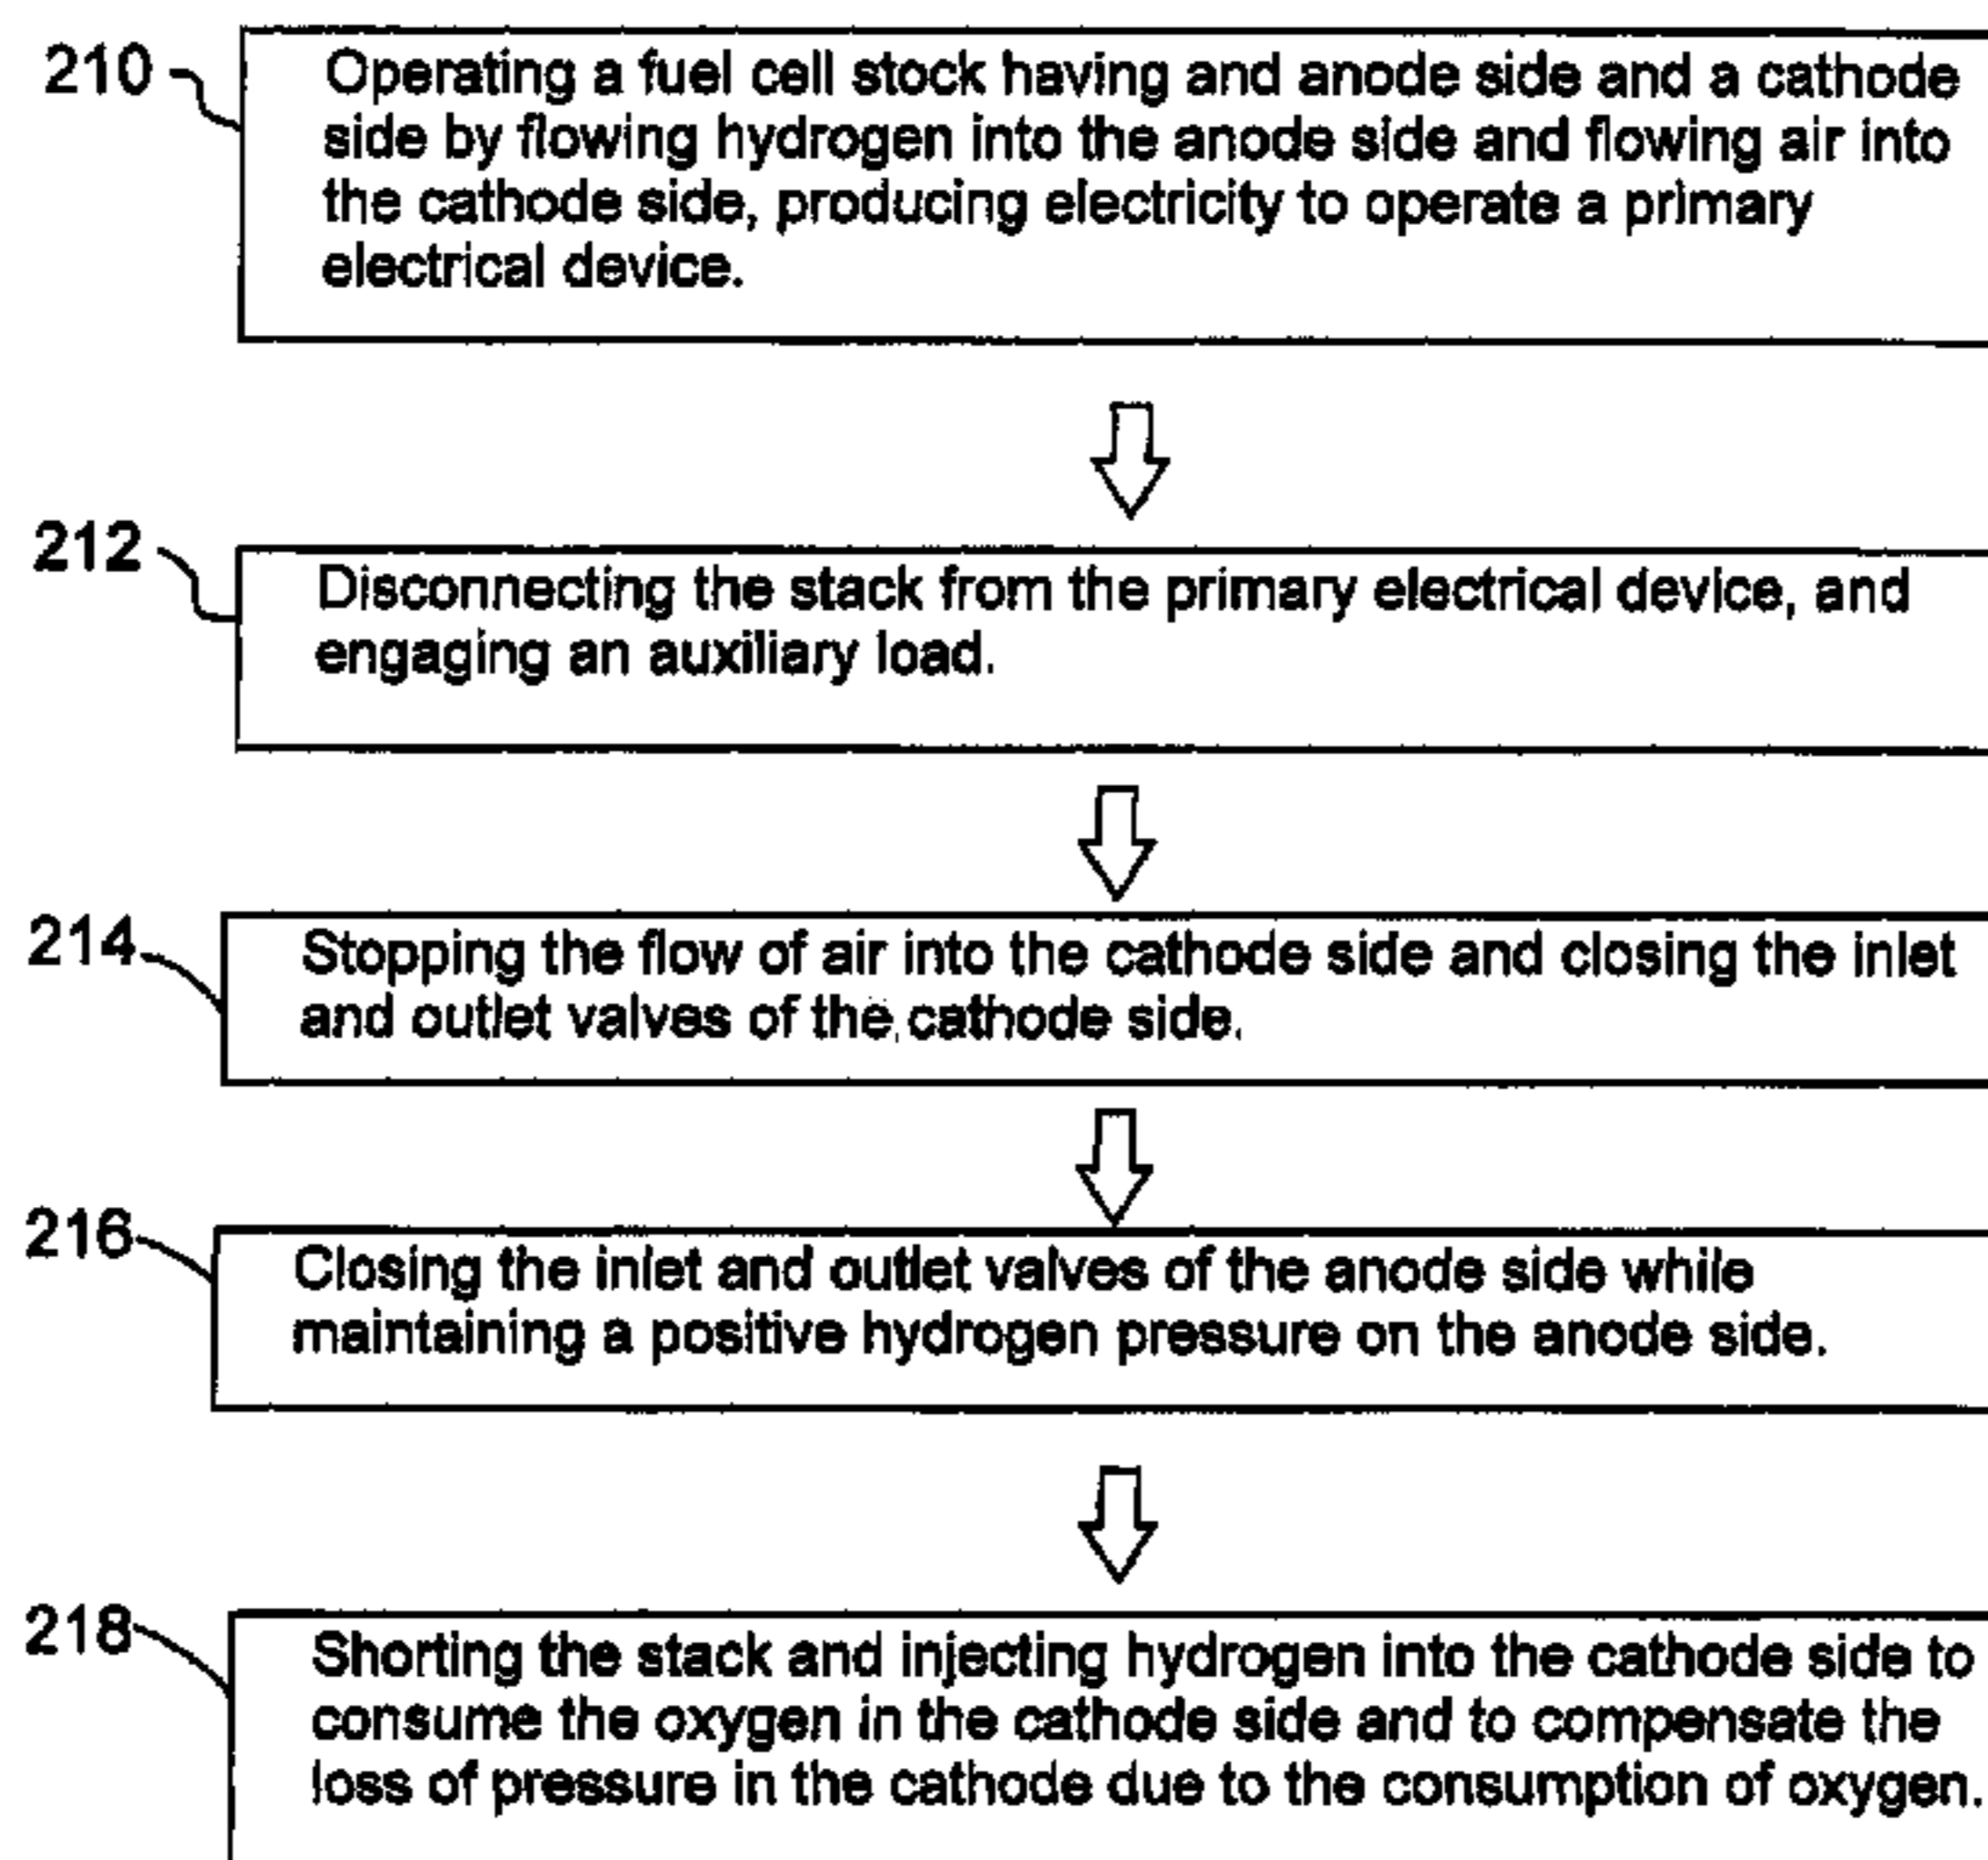 210
Operating a fuel cell stock having and anode side and a cathode
side by flowing hydrogen into the anode side and flowing air into
the cathode side, producing electricity to operate a primary
electrical device.
212
Disconnecting the stack from the primary electrical device, and
engaging an auxiliary load.
214
Stopping the flow of air into the cathode side and closing the inlet
and outlet valves of the cathode side.
216
Closing the inlet and outlet valves of the anode side while
maintaining a positive hydrogen pressure on the anode side.
218
Shorting the stack and injecting hydrogen into the cathode side to
consume the oxygen in the cathode side and to compensate the
loss of pressure in the cathode due to the consumption of oxygen.